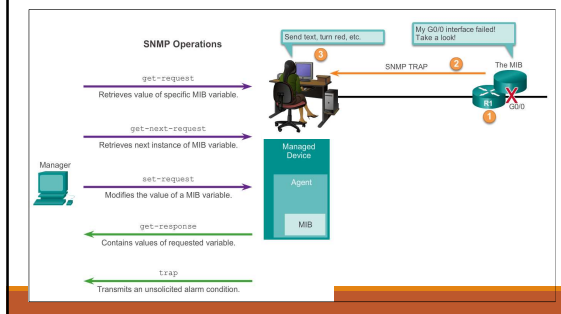 SNMP Operations
get-request
Retrieves value of specific MIB variable.
get-next-request
Retrieves next instance of MIB variable.
Manager
set-request
Modifies the value of a MIB variable.
get-response
Contains values of requested variable.
trap
Transmits an unsolicited alarm condition.
Managed
Device
Agent
MIB
Send text, turn red, etc.
3
My G0/0 interface failed!
Take a look!
SNMP TRAP
2
The MIB
R1
G0/0
1